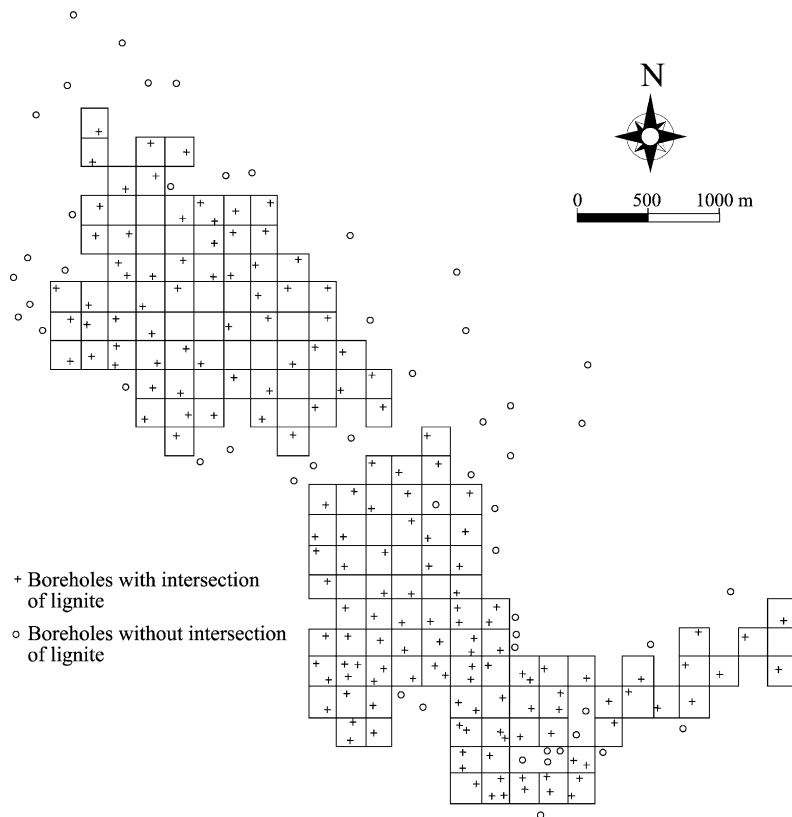 N
0 500 1000 m
+ Boreholes with intersection
of lignite
○ Boreholes without intersection
of lignite